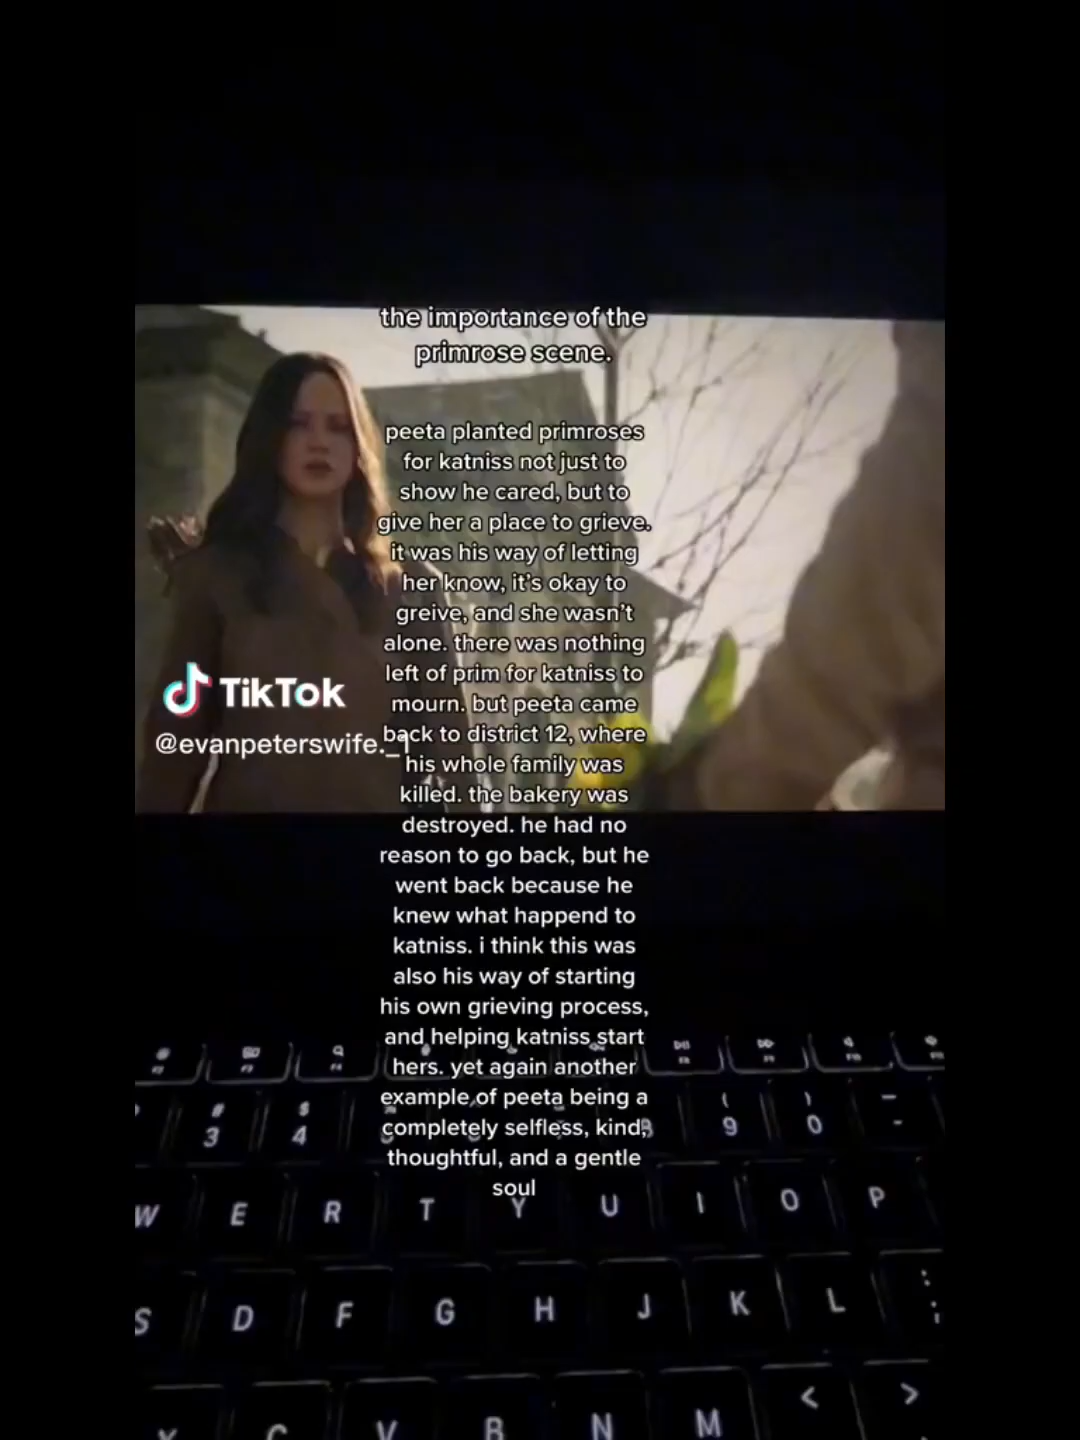 the importance of the
primrose scene.
peeta planted primroses
for katniss not just to
show he cared, but to
give her a place to grieve.
it was his way of letting
her know, it's okay to
greive, and she wasn't
alone. there was nothing
left of prim for katniss to
mourn. but peeta came
back to district 12, where
his whole family was
killed. the bakery was
destroyed. he had no
reason to go back, but he
went back because he
knew what happend to
katniss. i think this was
also his way of starting
his own grieving process,
and helping katniss start
hers. yet again another
example of peeta being a
completely selfless, kind,
thoughtful, and a gentle
soul
TikTok
@evanpeterswife._1
# $ ( ) -
3 4 9 0 -
W E R T Y U I O P
S D F G H J K L : ;
X C V B N M < >